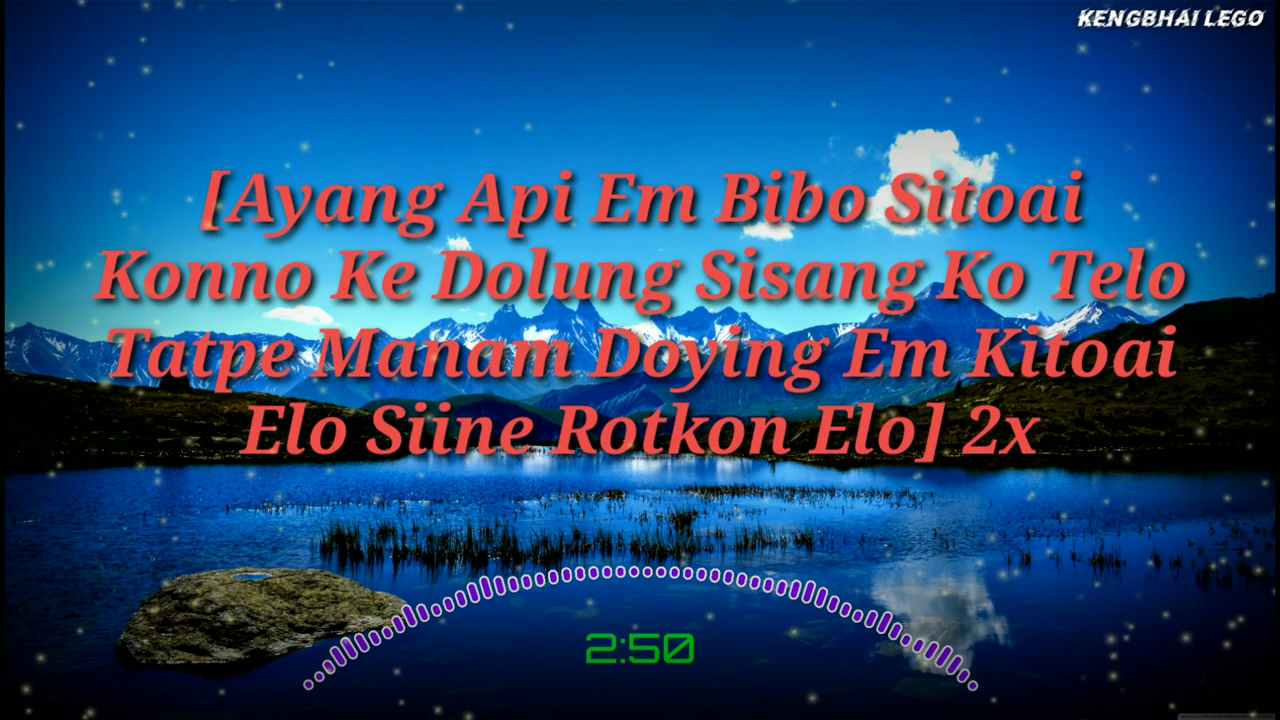 KENGBHAI LEGO
[Ayang Api Em Bibo Sitoai
Konno Ke Dolung Sisang Ko Telo
Tatpe Manam Doying Em Kitoai
Elo Siine Rotkon Elo] 2x
2:50